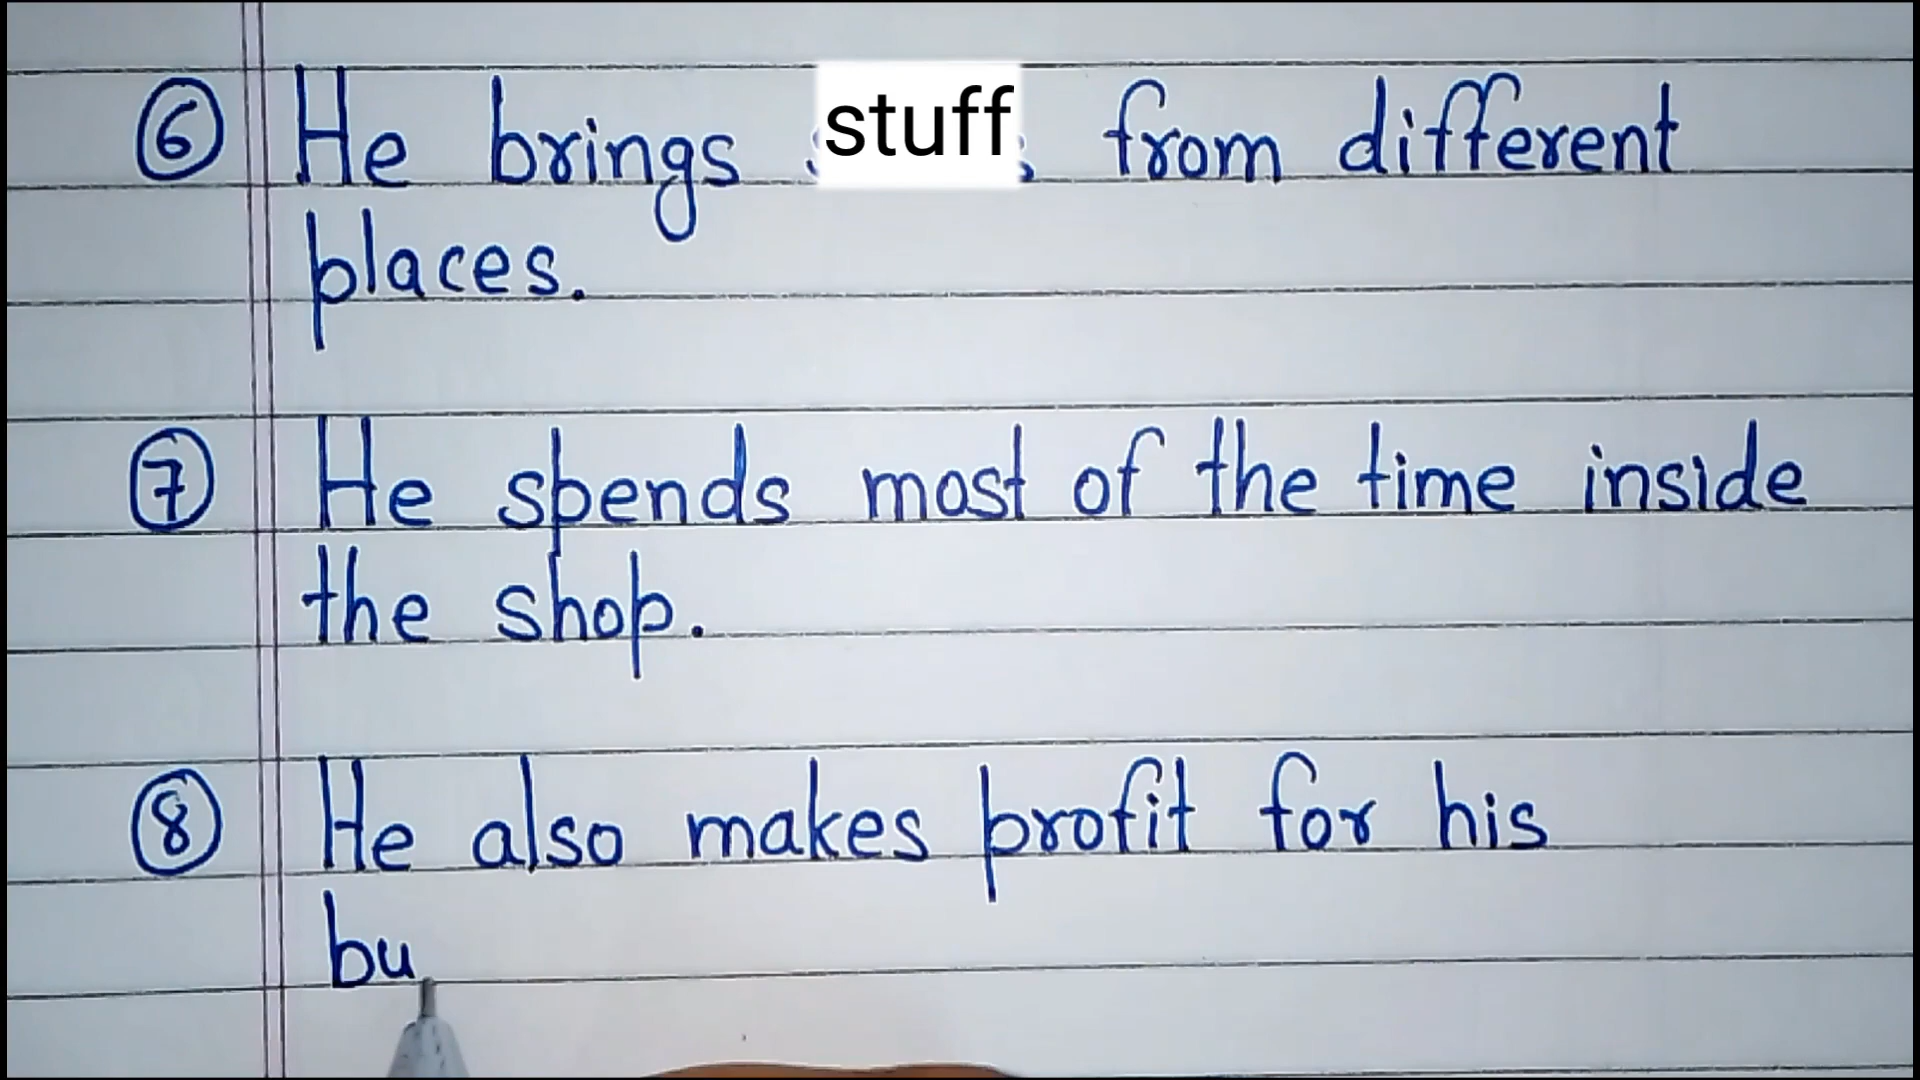 6 He brings stuff from different
places.
7 He spends most of the time inside
the shop.
8 He also makes profit for his
bu